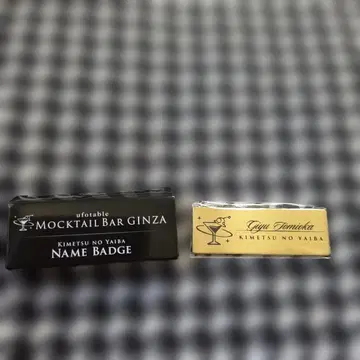 ufotable
MOCKTAIL BAR GINZA
KIMETSU NO YAIBA
NAME BADGE
Giyu Tomioka
KIMETSU NO YAIBA